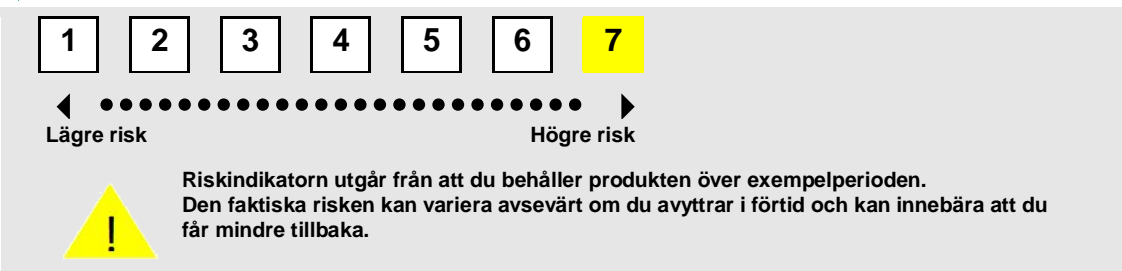 1 2 3 4 5 6 7
Lägre risk Högre risk
!
Riskindikatorn utgår från att du behåller produkten över exempelperioden.
Den faktiska risken kan variera avsevärt om du avyttrar i förtid och kan innebära att du
får mindre tillbaka.